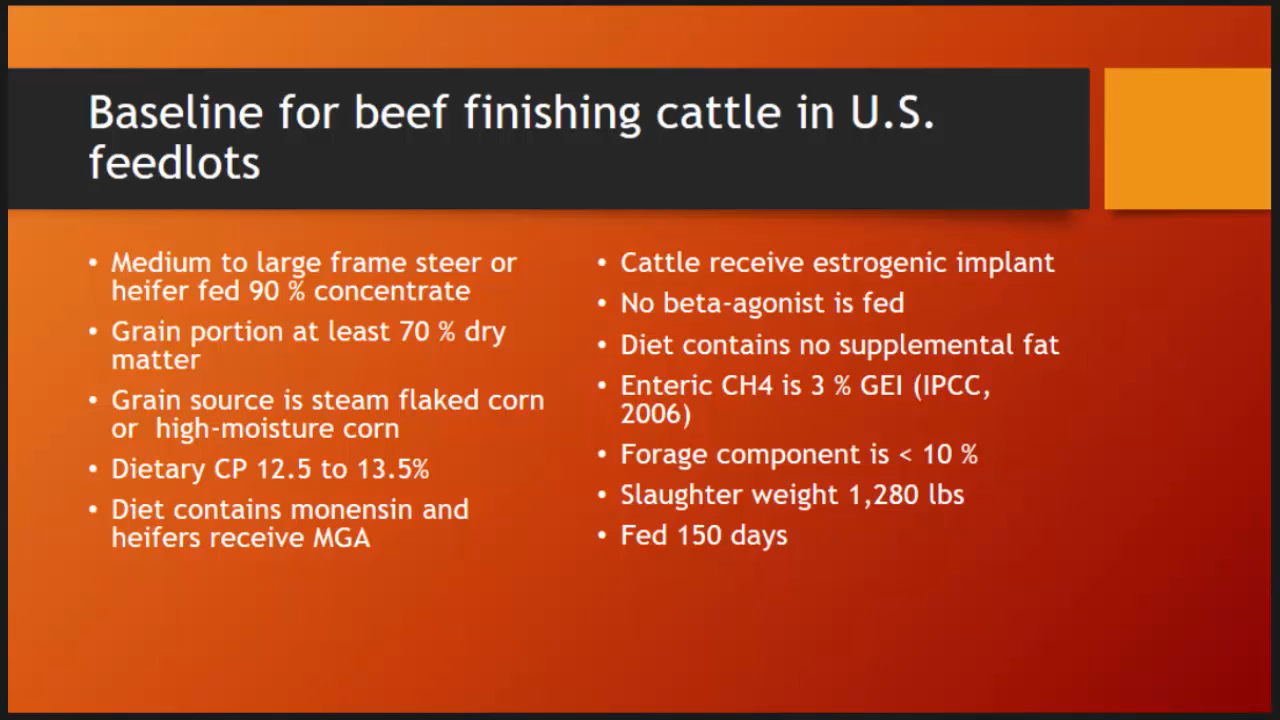 Baseline for beef finishing cattle in U.S.
feedlots
• Medium to large frame steer or
heifer fed 90 % concentrate
• Grain portion at least 70 % dry
matter
• Grain source is steam flaked corn
or  high-moisture corn
• Dietary CP 12.5 to 13.5%
• Diet contains monensin and
heifers receive MGA
• Cattle receive estrogenic implant
• No beta-agonist is fed
• Diet contains no supplemental fat
• Enteric CH4 is 3 % GEI (IPCC,
2006)
• Forage component is < 10 %
• Slaughter weight 1,280 lbs
• Fed 150 days